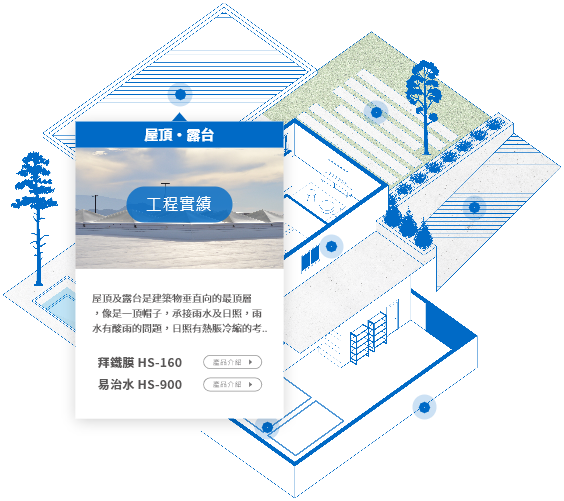 屋頂・露台
工程實績
屋頂及露台是建築物垂直向的最頂層
，像是一頂帽子，承接雨水及日照，雨
水有酸雨的問題，日照有熱脹冷縮的考..
拜鐵膜 HS-160
產品介紹
易治水 HS-900
產品介紹